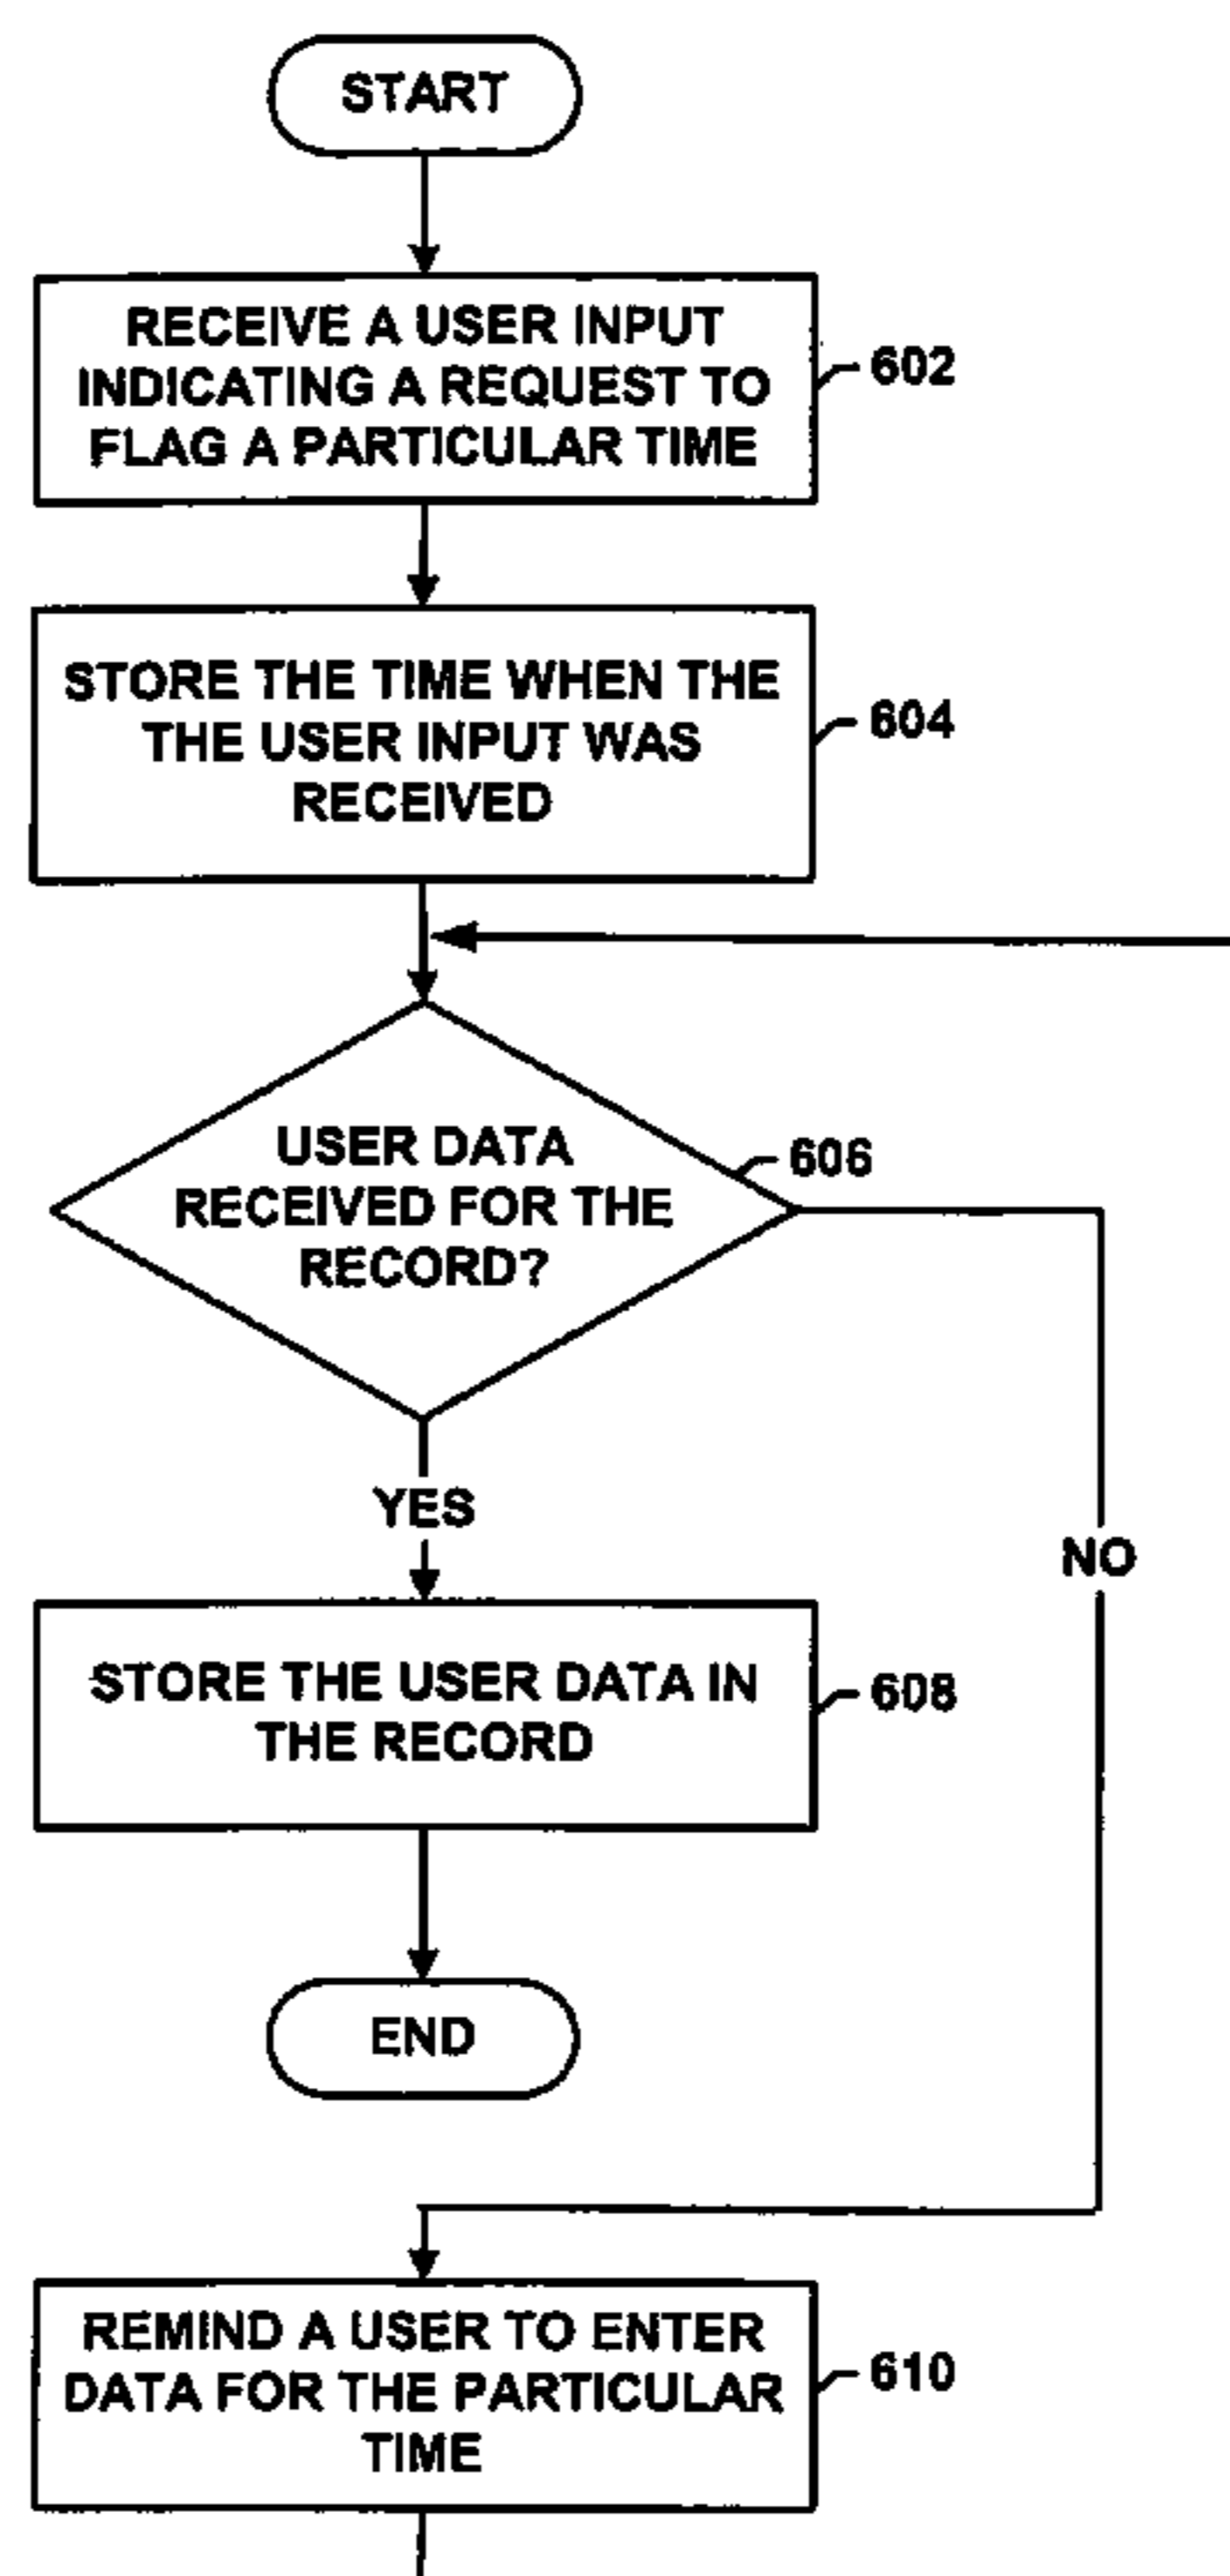 START
RECEIVE A USER INPUT
INDICATING A REQUEST TO
FLAG A PARTICULAR TIME
602
STORE THE TIME WHEN THE
THE USER INPUT WAS
RECEIVED
604
USER DATA
RECEIVED FOR THE
RECORD?
606
YES
NO
STORE THE USER DATA IN
THE RECORD
608
END
REMIND A USER TO ENTER
DATA FOR THE PARTICULAR
TIME
610